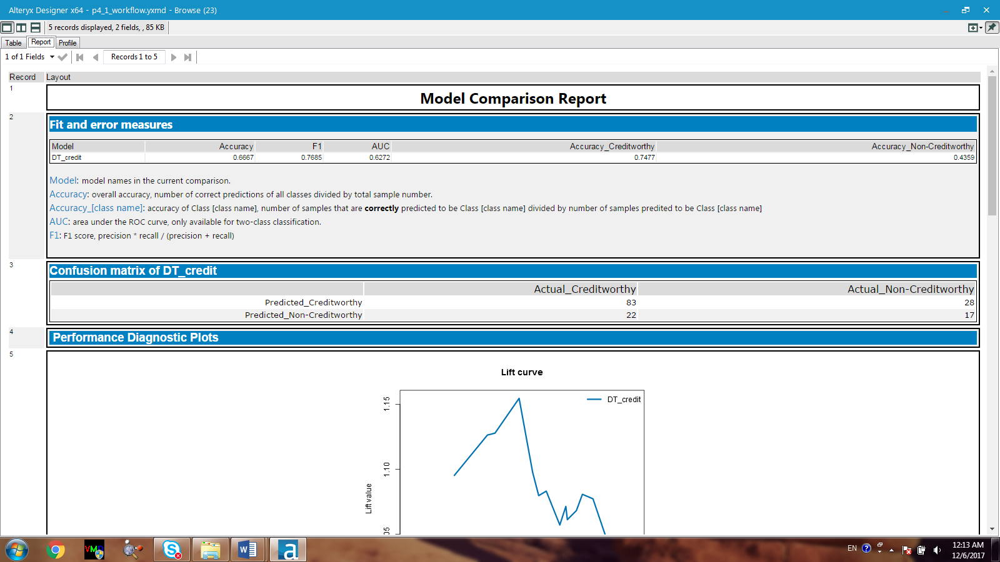 Alteryx Designer x64 - p4_1_workflow.yxmd - Browse (23)
5 records displayed, 2 fields, , 85 KB
Table Report Profile
1 of 1 Fields Records 1 to 5
Record Layout
1
Model Comparison Report
2
Fit and error measures
Model Accuracy F1 AUC Accuracy_Creditworthy Accuracy_Non-Creditworthy
DT_credit 0.6667 0.7685 0.6272 0.7477 0.4359
Model: model names in the current comparison.
Accuracy: overall accuracy, number of correct predictions of all classes divided by total sample number.
Accuracy_[class name]: accuracy of Class [class name], number of samples that are correctly predicted to be Class [class name] divided by number of samples predited to be Class [class name]
AUC: area under the ROC curve, only available for two-class classification.
F1: F1 score, precision * recall / (precision + recall)
3
Confusion matrix of DT_credit
Actual_Creditworthy Actual_Non-Creditworthy
Predicted_Creditworthy 83 28
Predicted_Non-Creditworthy 22 17
4
Performance Diagnostic Plots
5
Lift curve
DT_credit
1.15
1.10
Lift value
05
VMD
W
a
EN
12:13 AM
12/6/2017